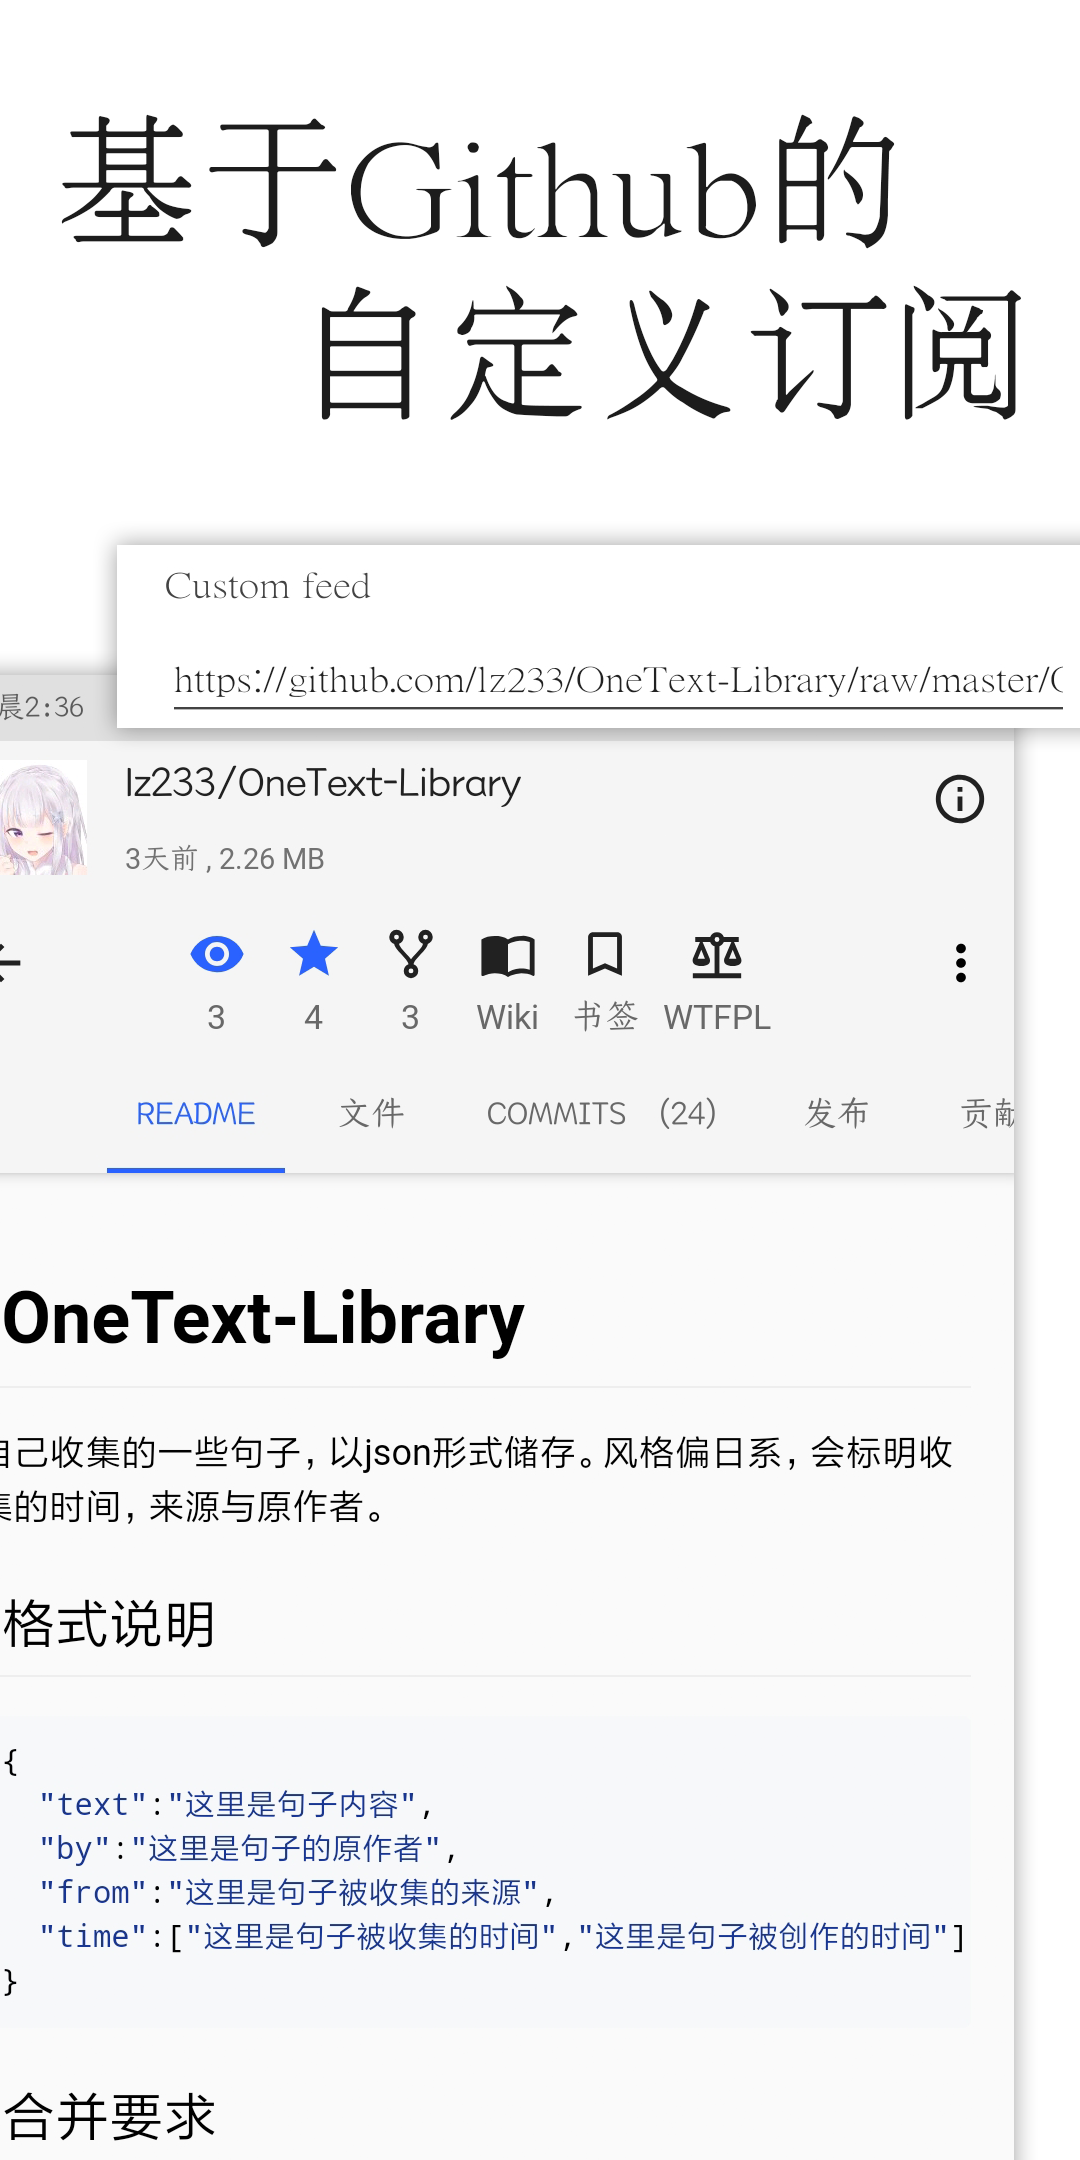 基于Github的
自定义订阅
Custom feed
https://github.com/lz233/OneText-Library/raw/master/
晨2:36
lz233/OneText-Library
3天前 , 2.26 MB
3 4 3 Wiki 书签 WTFPL
README 文件 COMMITS (24) 发布 贡献
OneText-Library
自己收集的一些句子，以json形式储存。风格偏日系，会标明收
集的时间，来源与原作者。
格式说明
{
"text":"这里是句子内容",
"by":"这里是句子的原作者",
"from":"这里是句子被收集的来源",
"time":["这里是句子被收集的时间","这里是句子被创作的时间"]
}
合并要求